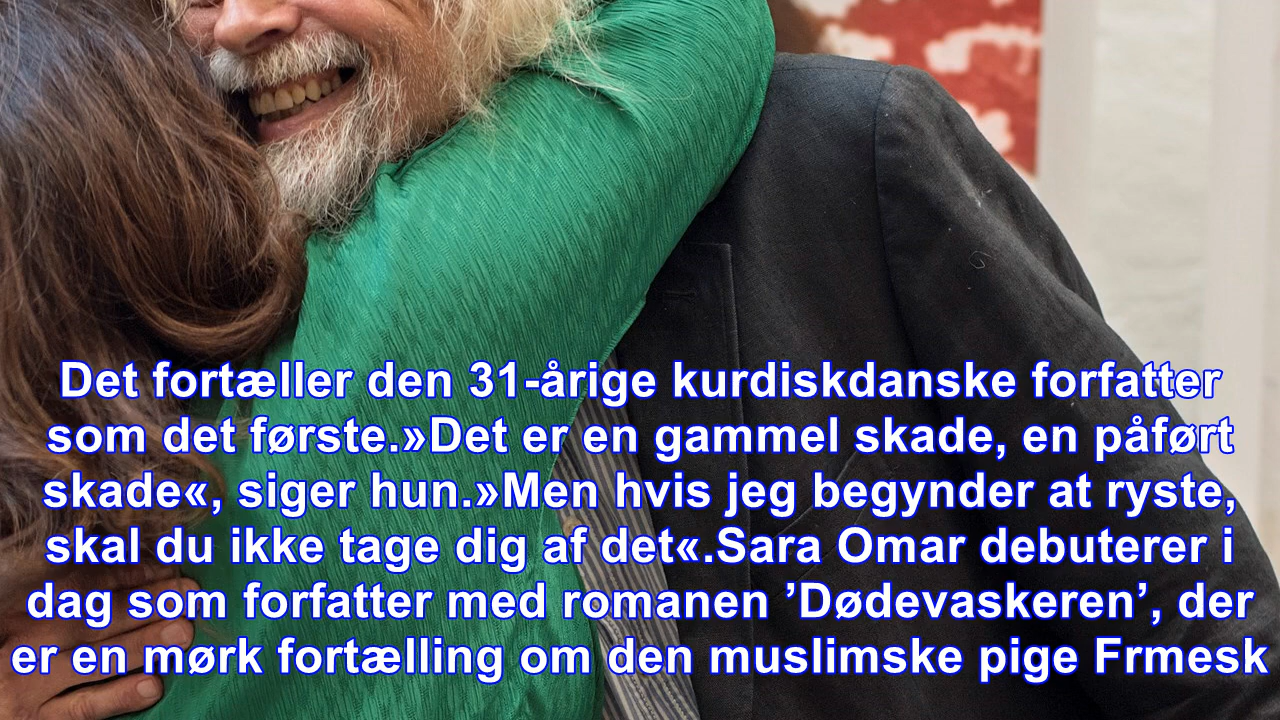 Det fortæller den 31-årige kurdiskdanske forfatter
som det første.»Det er en gammel skade, en påført
skade«, siger hun.»Men hvis jeg begynder at ryste,
skal du ikke tage dig af det«.Sara Omar debuterer i
dag som forfatter med romanen ’Dødevaskeren’, der
er en mørk fortælling om den muslimske pige Frmesk